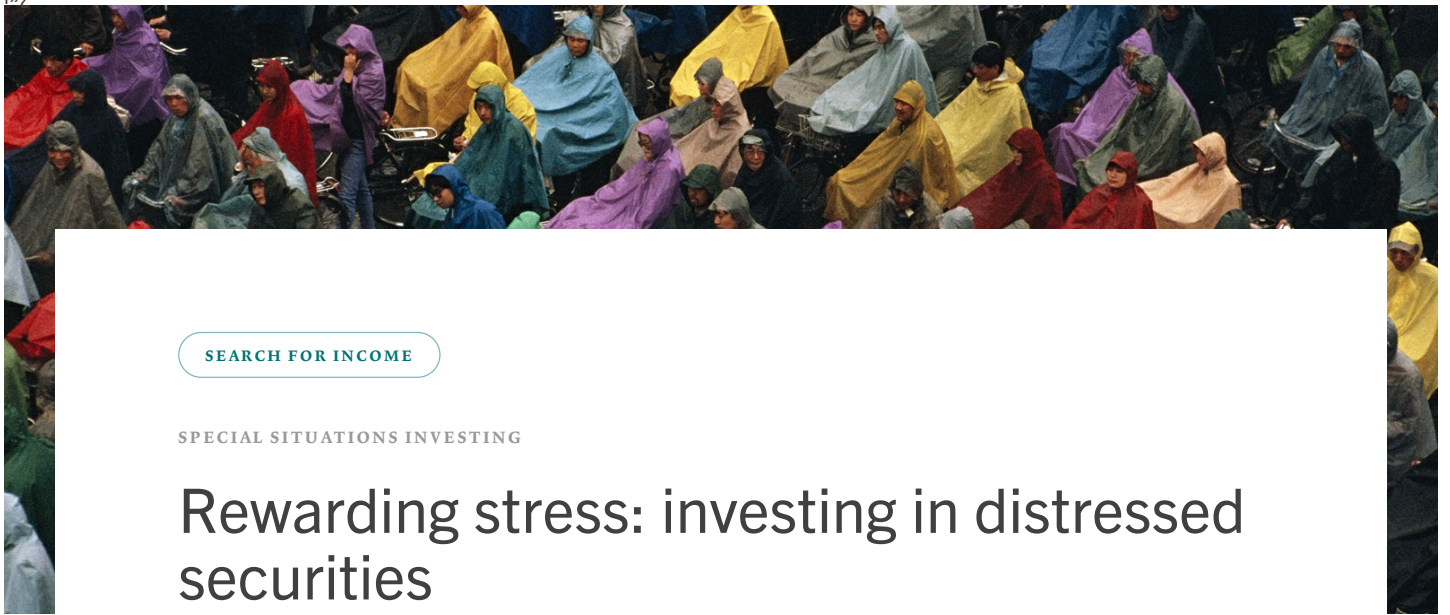 SEARCH FOR INCOME
SPECIAL SITUATIONS INVESTING
Rewarding stress: investing in distressed
securities